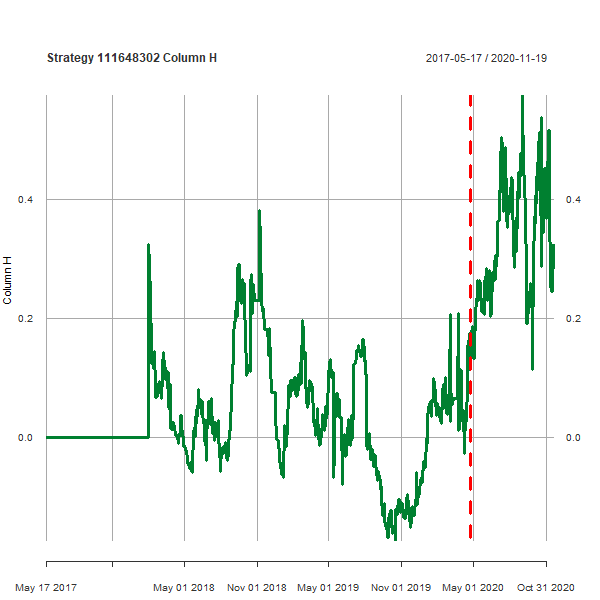 Strategy 111648302 Column H
2017-05-17 / 2020-11-19
Column H
0.4
0.2
0.0
0.4
0.2
0.0
May 17 2017
May 01 2018
Nov 01 2018
May 01 2019
Nov 01 2019
May 01 2020
Oct 31 2020